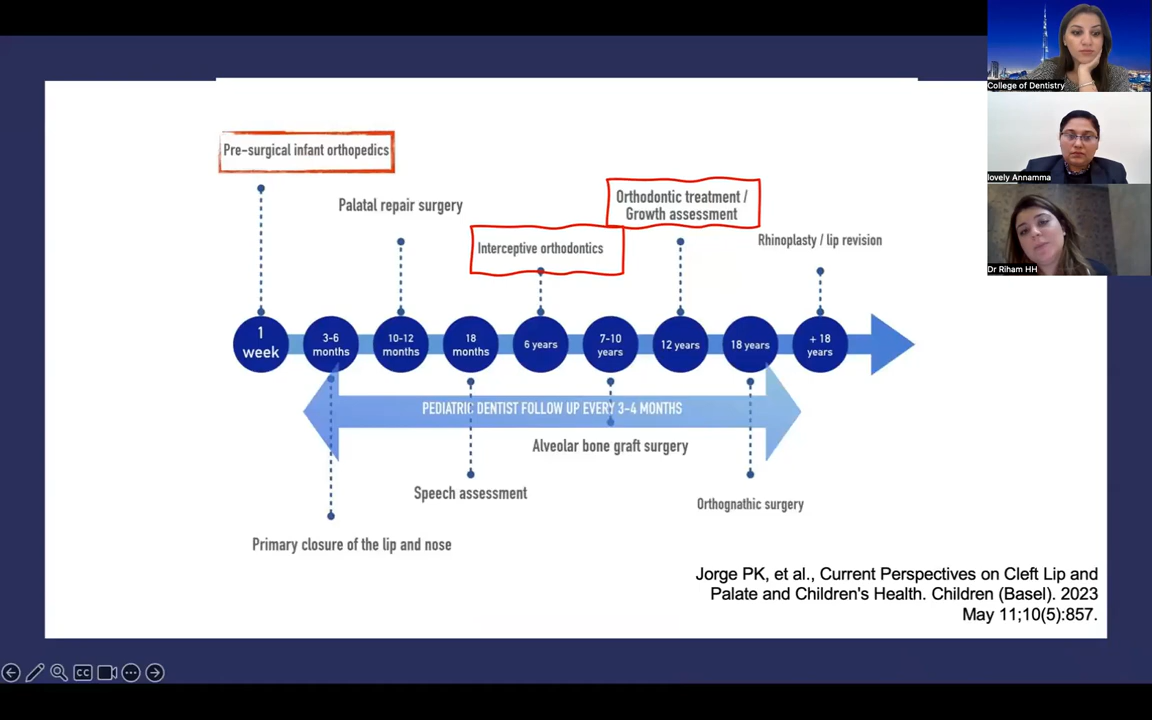 College of Dentistry
lovely Annamma
Dr Riham HH
Pre-surgical infant orthopedics
Palatal repair surgery
Interceptive orthodontics
Orthodontic treatment /
Growth assessment
Rhinoplasty / lip revision
1
week
3-6
months
10-12
months
18
months
6 years
7-10
years
12 years
18 years
+ 18
years
PEDIATRIC DENTIST FOLLOW UP EVERY 3-4 MONTHS
Alveolar bone graft surgery
Speech assessment
Orthognathic surgery
Primary closure of the lip and nose
Jorge PK, et al., Current Perspectives on Cleft Lip and
Palate and Children's Health. Children (Basel). 2023
May 11;10(5):857.
CC